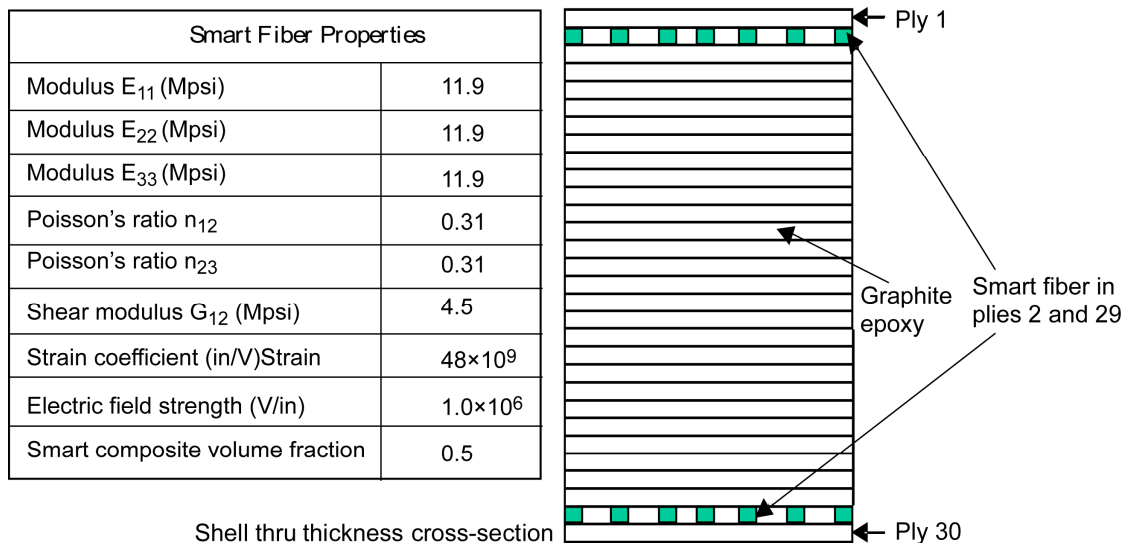 Smart Fiber Properties
Modulus E11 (Mpsi) 11.9
Modulus E22 (Mpsi) 11.9
Modulus E33 (Mpsi) 11.9
Poisson's ratio n12 0.31
Poisson's ratio n23 0.31
Shear modulus G12 (Mpsi) 4.5
Strain coefficient (in/V)Strain 48×10⁹
Electric field strength (V/in) 1.0×10⁶
Smart composite volume fraction 0.5
Ply 1
Graphite
epoxy
Smart fiber in
plies 2 and 29
Shell thru thickness cross-section
Ply 30